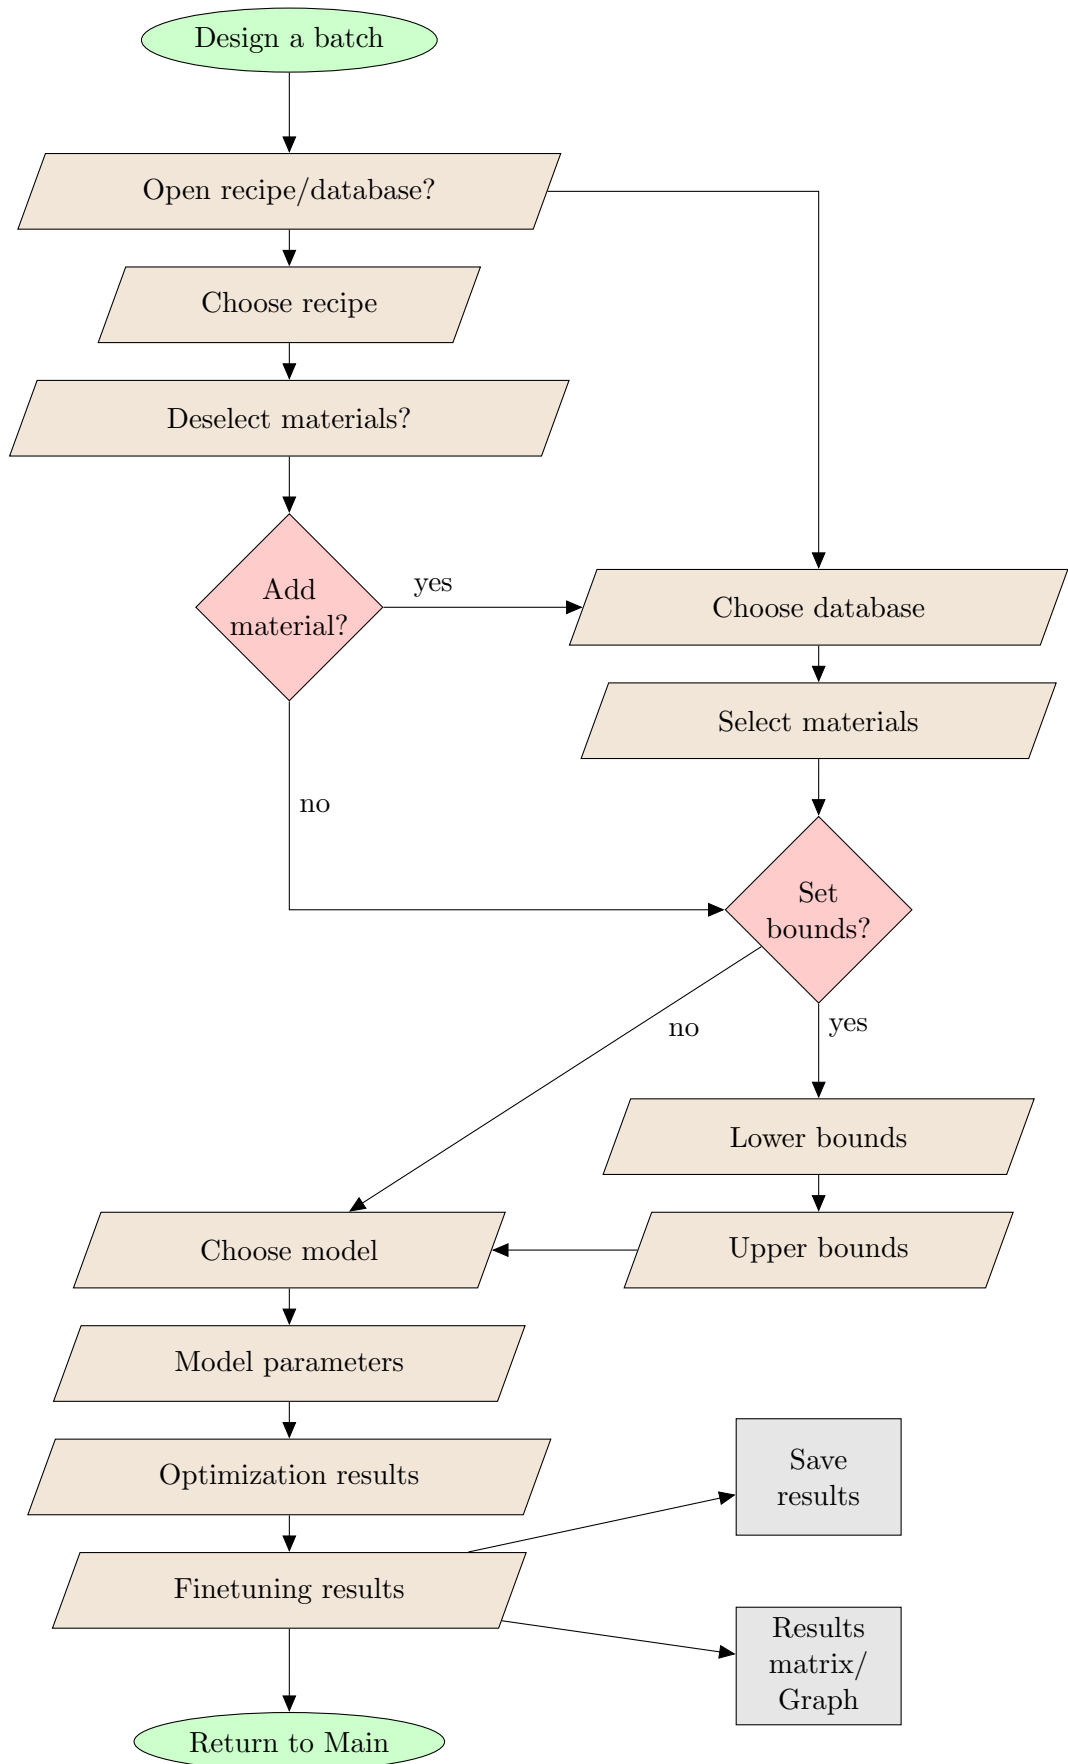 Design a batch
Open recipe/database?
Choose recipe
Deselect materials?
Add
material?
yes
Choose database
Select materials
no
Set
bounds?
no
yes
Lower bounds
Choose model
Upper bounds
Model parameters
Optimization results
Save
results
Finetuning results
Results
matrix/
Graph
Return to Main